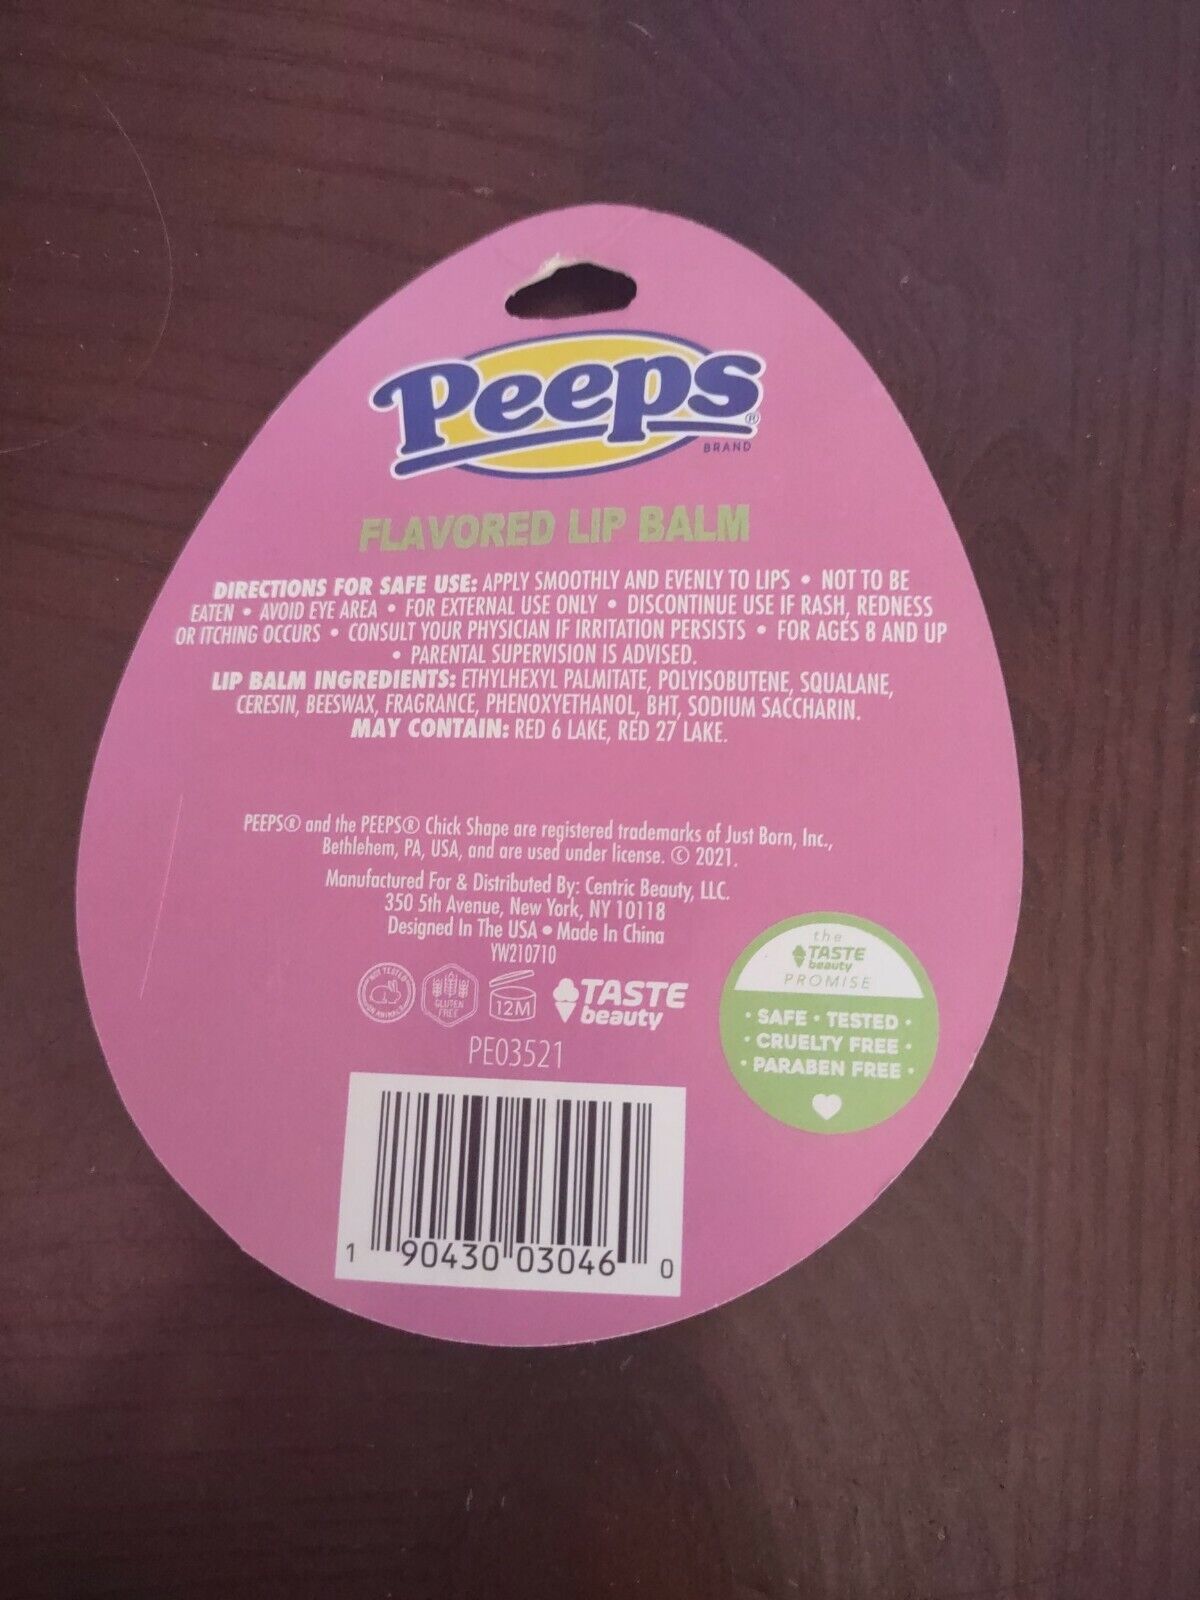 Peeps®
BRAND
FLAVORED LIP BALM
DIRECTIONS FOR SAFE USE: APPLY SMOOTHLY AND EVENLY TO LIPS • NOT TO BE
EATEN • AVOID EYE AREA • FOR EXTERNAL USE ONLY • DISCONTINUE USE IF RASH, REDNESS
OR ITCHING OCCURS • CONSULT YOUR PHYSICIAN IF IRRITATION PERSISTS • FOR AGES 8 AND UP
• PARENTAL SUPERVISION IS ADVISED.
LIP BALM INGREDIENTS: ETHYLHEXYL PALMITATE, POLYISOBUTENE, SQUALANE,
CERESIN, BEESWAX, FRAGRANCE, PHENOXYETHANOL, BHT, SODIUM SACCHARIN.
MAY CONTAIN: RED 6 LAKE, RED 27 LAKE.
PEEPS® and the PEEPS® Chick Shape are registered trademarks of Just Born, Inc.,
Bethlehem, PA, USA, and are used under license. © 2021.
Manufactured For & Distributed By: Centric Beauty, LLC.
350 5th Avenue, New York, NY 10118
Designed In The USA • Made In China
YW210710
NOT TESTED
ON ANIMALS
GLUTEN
FREE
12M
TASTE
beauty
PE03521
the
TASTE
beauty
PROMISE
• SAFE • TESTED •
• CRUELTY FREE •
• PARABEN FREE •
1 90430 03046 0